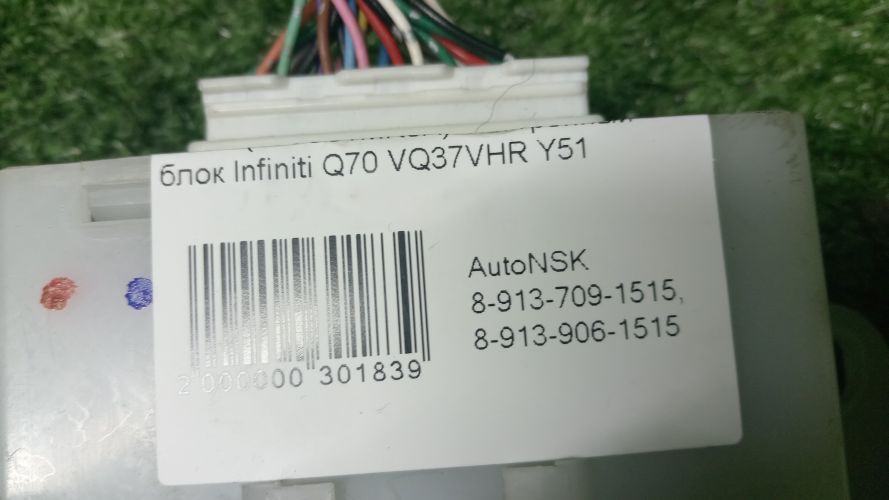 блок Infiniti Q70 VQ37VHR Y51
AutoNSK
8-913-709-1515,
8-913-906-1515
2 000000 301839